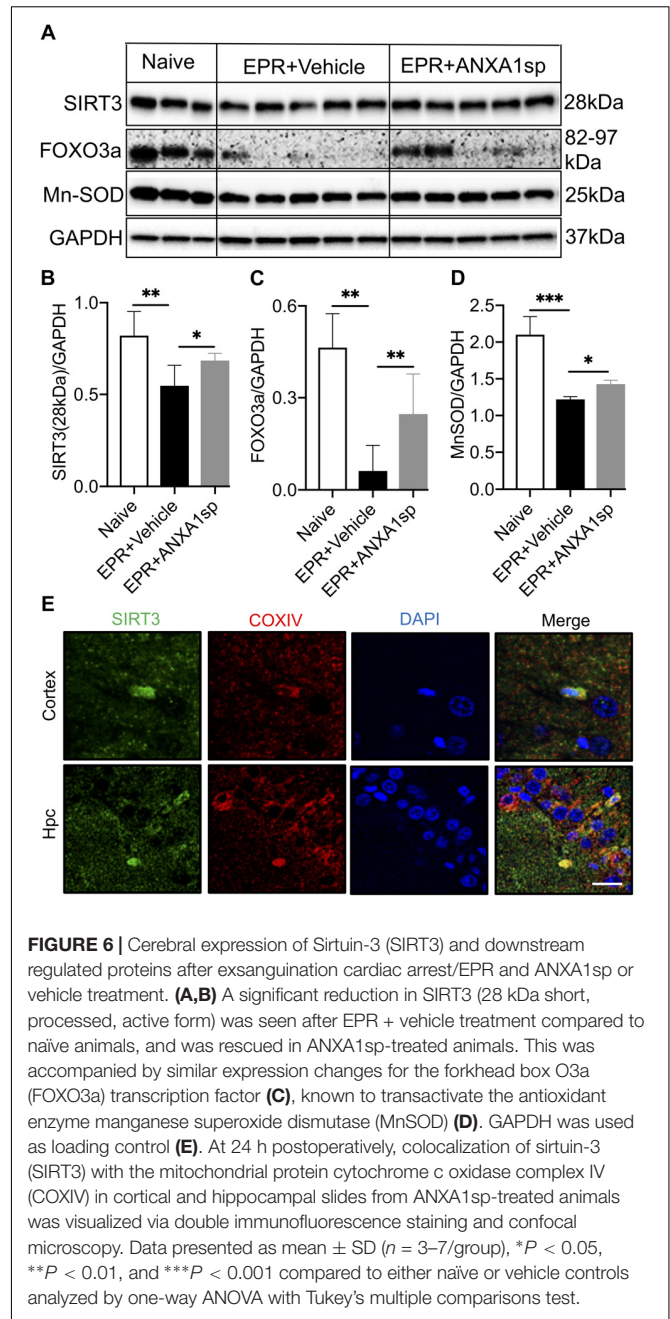 A
Naive EPR+Vehicle EPR+ANXA1sp
SIRT3 28kDa
FOXO3a 82-97
kDa
Mn-SOD 25kDa
GAPDH 37kDa
B
**
*
SIRT3(28kDa)/GAPDH
1.0
0.5
0.0
Naive
EPR+Vehicle
EPR+ANXA1sp
C
**
**
FOXO3a/GAPDH
0.6
0.3
0.0
Naive
EPR+Vehicle
EPR+ANXA1sp
D
***
*
MnSOD/GAPDH
2.5
2.0
1.5
1.0
0.5
0.0
Naive
EPR+Vehicle
EPR+ANXA1sp
E
SIRT3 COXIV DAPI Merge
Cortex
Hpc
FIGURE 6 | Cerebral expression of Sirtuin-3 (SIRT3) and downstream
regulated proteins after exsanguination cardiac arrest/EPR and ANXA1sp or
vehicle treatment. (A,B) A significant reduction in SIRT3 (28 kDa short,
processed, active form) was seen after EPR + vehicle treatment compared to
naïve animals, and was rescued in ANXA1sp-treated animals. This was
accompanied by similar expression changes for the forkhead box O3a
(FOXO3a) transcription factor (C), known to transactivate the antioxidant
enzyme manganese superoxide dismutase (MnSOD) (D). GAPDH was used
as loading control (E). At 24 h postoperatively, colocalization of sirtuin-3
(SIRT3) with the mitochondrial protein cytochrome c oxidase complex IV
(COXIV) in cortical and hippocampal slides from ANXA1sp-treated animals
was visualized via double immunofluorescence staining and confocal
microscopy. Data presented as mean ± SD (n = 3–7/group), *P < 0.05,
**P < 0.01, and ***P < 0.001 compared to either naïve or vehicle controls
analyzed by one-way ANOVA with Tukey's multiple comparisons test.